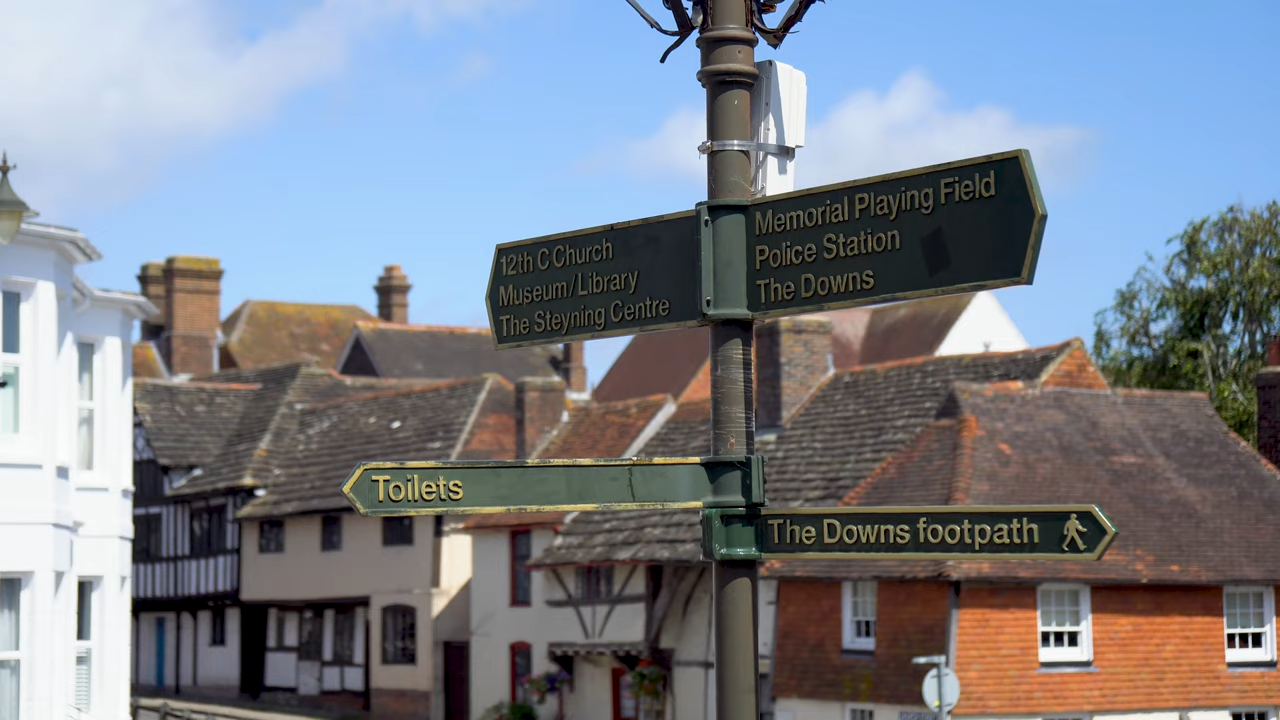 12th C Church
Museum/Library
The Steyning Centre
Memorial Playing Field
Police Station
The Downs
Toilets
The Downs footpath